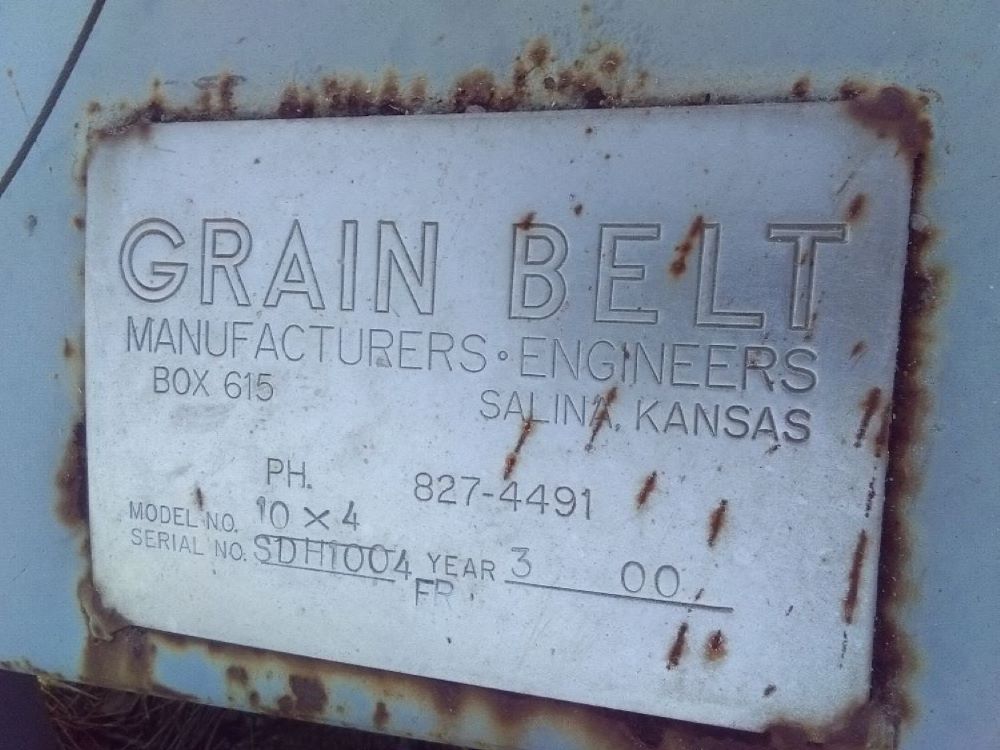 GRAIN BELT
MANUFACTURERS • ENGINEERS
BOX 615
SALINA, KANSAS
PH. 827-4491
MODEL NO. 10 × 4
SERIAL NO. SDH1004 YEAR 3 00
FR